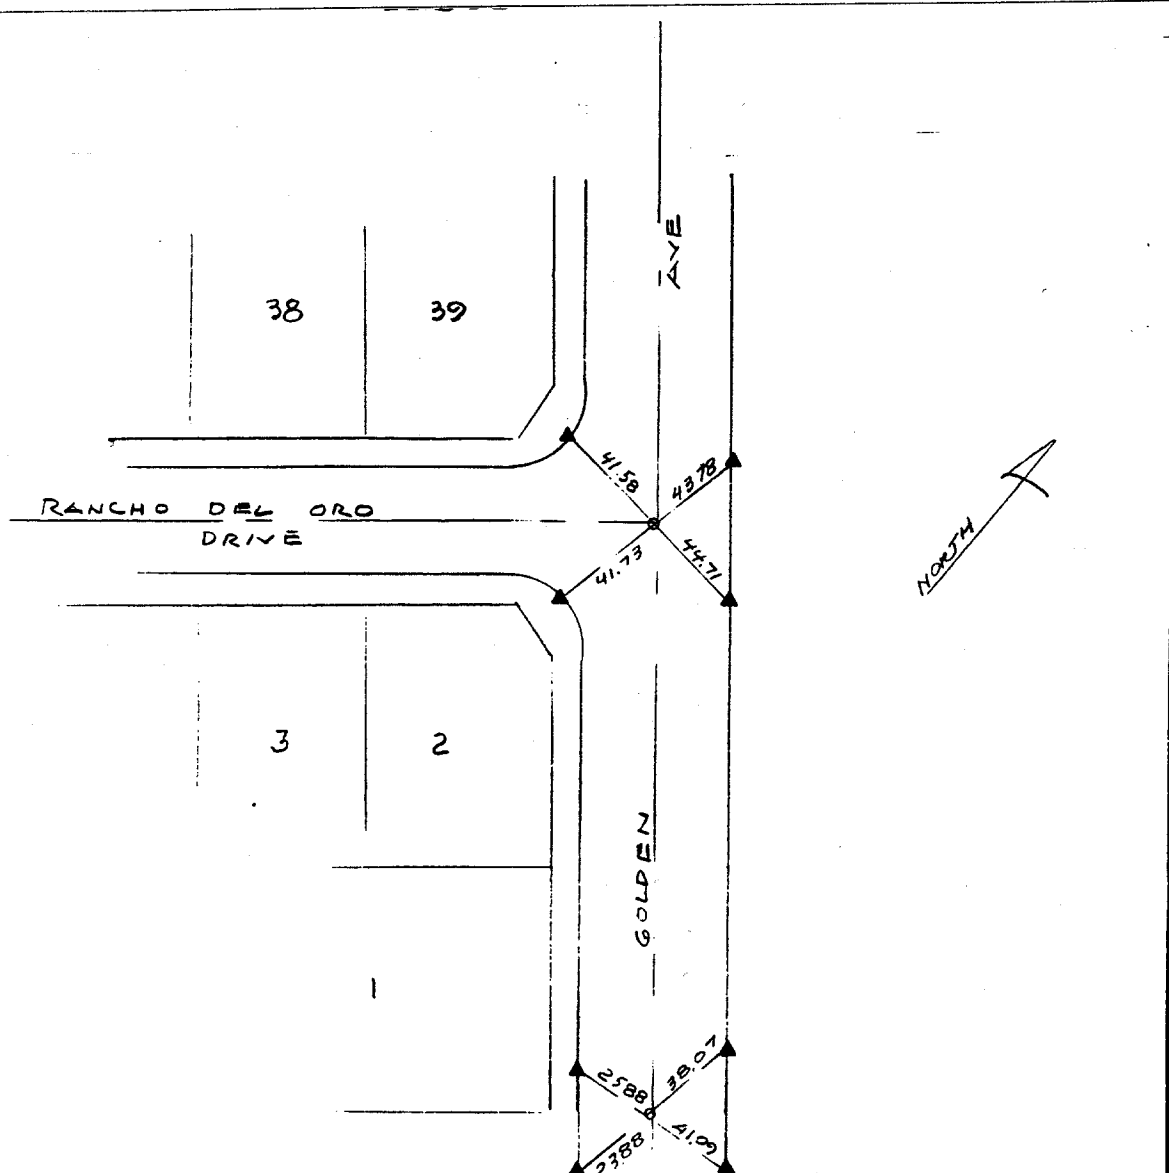 AVE
38
39
41.58
43.78
RANCHO DEL ORO
DRIVE
41.73
44.71
NORTH
3
2
GOLDEN
1
25.88
38.07
23.88
41.09